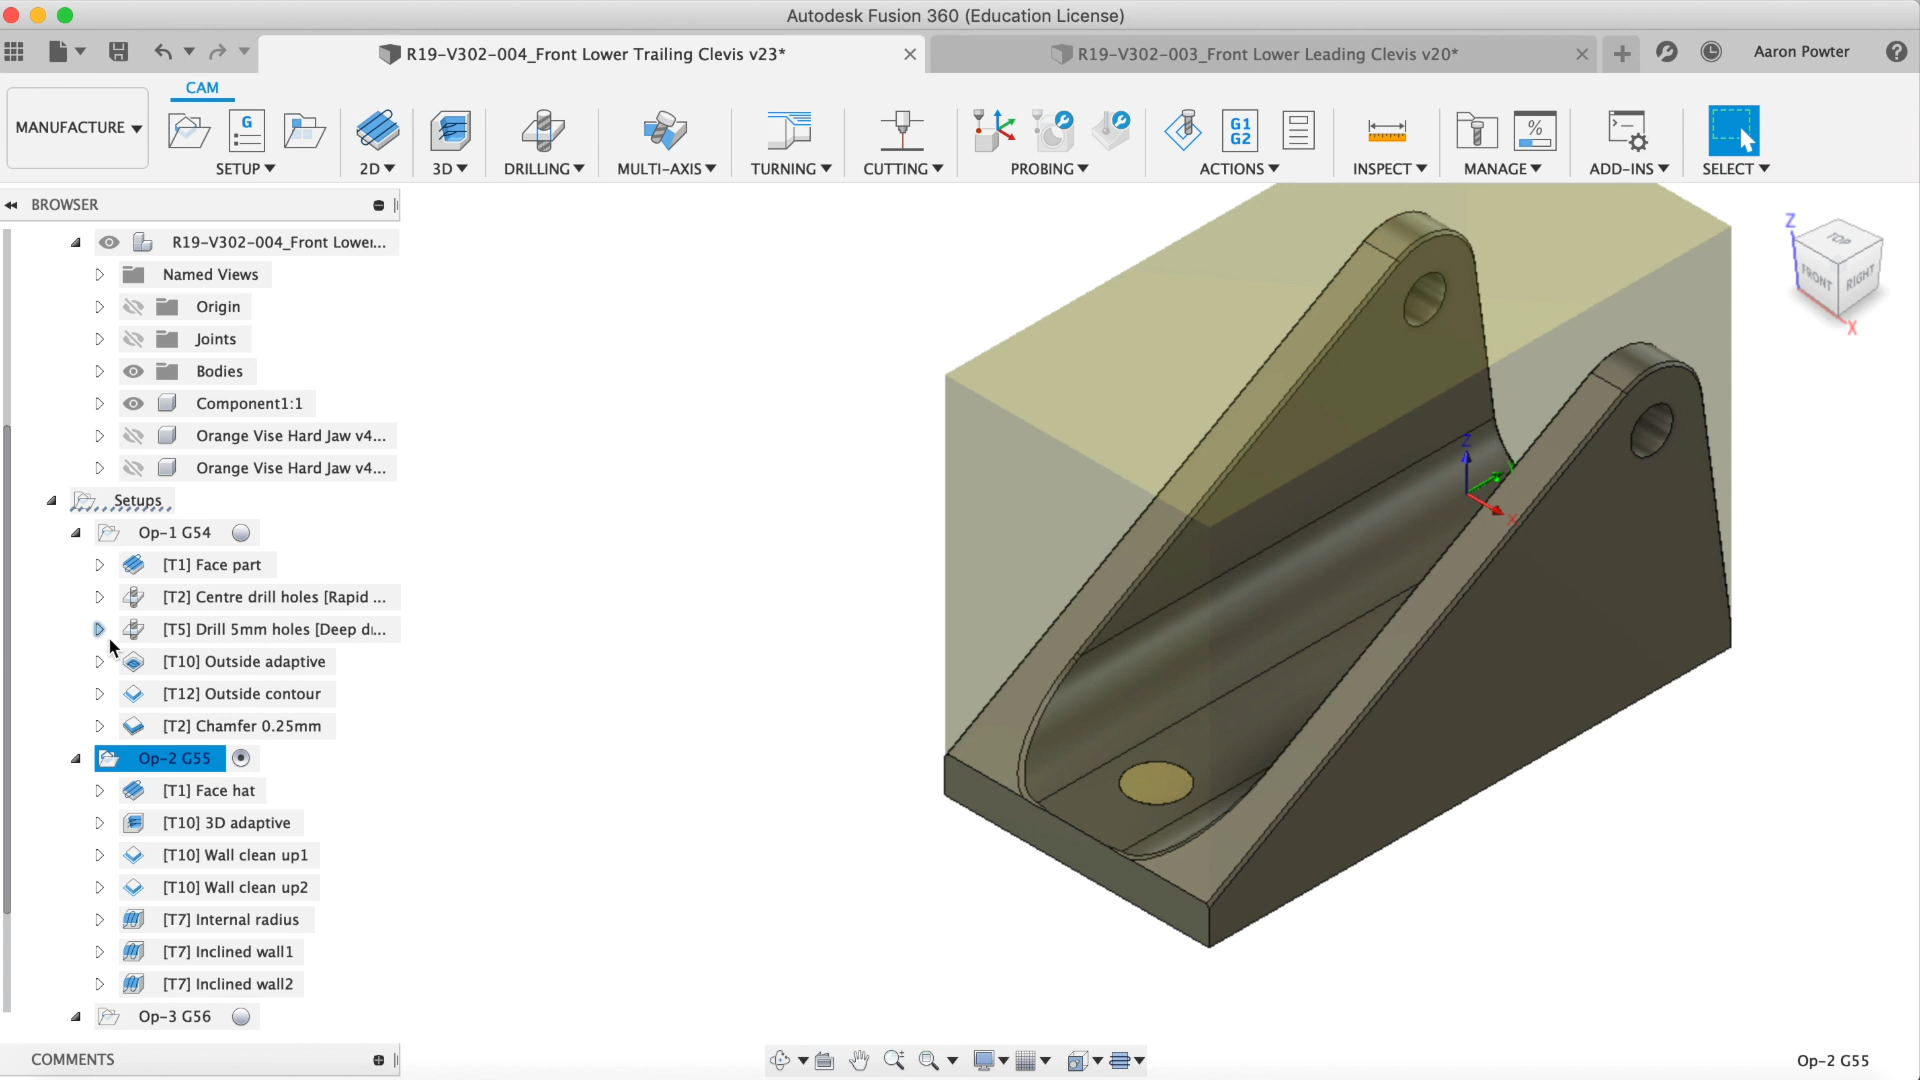 Autodesk Fusion 360 (Education License)
R19-V302-004_Front Lower Trailing Clevis v23*
R19-V302-003_Front Lower Leading Clevis v20*
Aaron Powter
MANUFACTURE
CAM
G
G1
G2
%
SETUP
2D
3D
DRILLING
MULTI-AXIS
TURNING
CUTTING
PROBING
ACTIONS
INSPECT
MANAGE
ADD-INS
SELECT
BROWSER
R19-V302-004_Front Lowe...
Named Views
Origin
Joints
Bodies
Component1:1
Orange Vise Hard Jaw v4...
Orange Vise Hard Jaw v4...
Setups
Op-1 G54
[T1] Face part
[T2] Centre drill holes [Rapid ...
[T5] Drill 5mm holes [Deep d...
[T10] Outside adaptive
[T12] Outside contour
[T2] Chamfer 0.25mm
Op-2 G55
[T1] Face hat
[T10] 3D adaptive
[T10] Wall clean up1
[T10] Wall clean up2
[T7] Internal radius
[T7] Inclined wall1
[T7] Inclined wall2
Op-3 G56
COMMENTS
Z
TOP
FRONT
RIGHT
X
Z
X
Op-2 G55